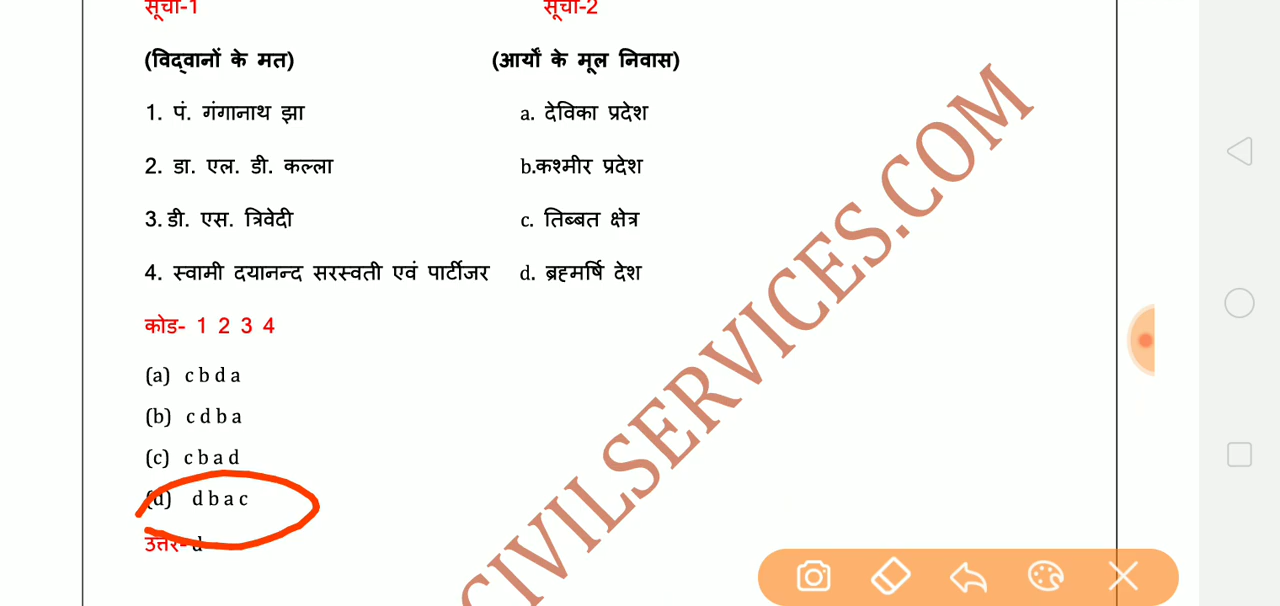 सूची-1 सूची-2
(विद्वानों के मत) (आर्यों के मूल निवास)
1. पं. गंगानाथ झा a. देविका प्रदेश
2. डा. एल. डी. कल्ला b.कश्मीर प्रदेश
3. डी. एस. त्रिवेदी c. तिब्बत क्षेत्र
4. स्वामी दयानन्द सरस्वती एवं पार्टीजर d. ब्रह्मर्षि देश
कोड- 1 2 3 4
(a) c b d a
(b) c d b a
(c) c b a d
(d) d b a c
उत्तर- d
CIVILSERVICES.COM